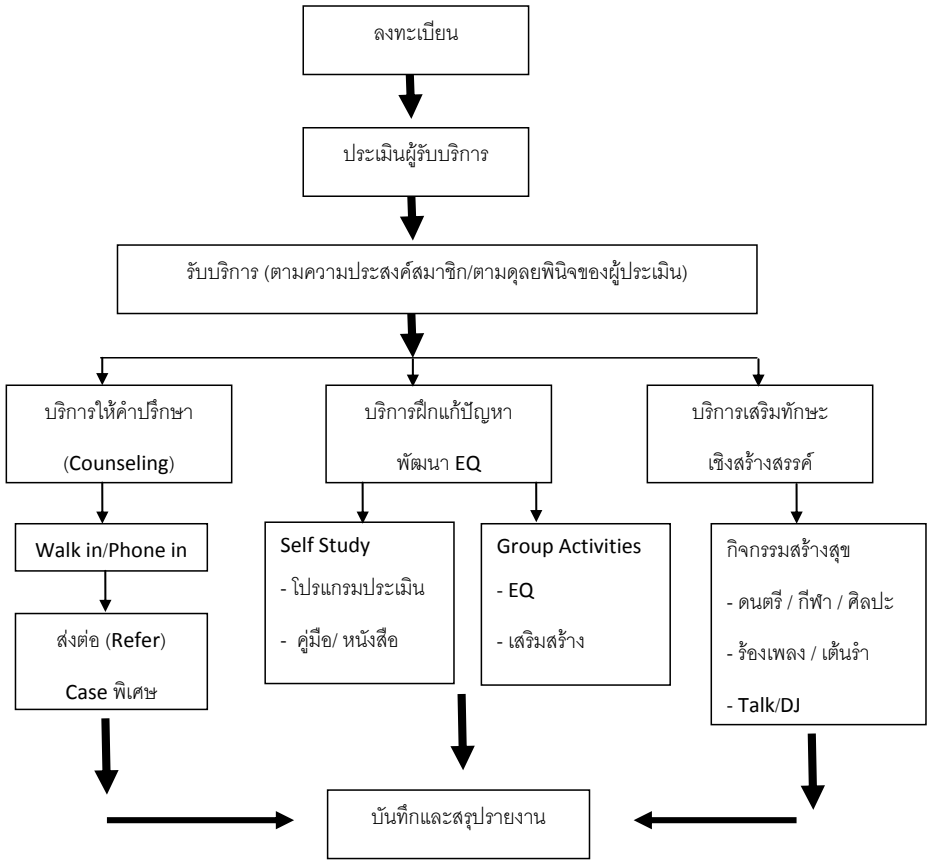 ลงทะเบียน
ประเมินผู้รับบริการ
รับบริการ (ตามความประสงค์สมาชิก/ตามดุลยพินิจของผู้ประเมิน)
บริการให้คำปรึกษา
(Counseling)
บริการฝึกแก้ปัญหา
พัฒนา EQ
บริการเสริมทักษะ
เชิงสร้างสรรค์
Walk in/Phone in
ส่งต่อ (Refer)
Case พิเศษ
Self Study
- โปรแกรมประเมิน
- คู่มือ/ หนังสือ
Group Activities
- EQ
- เสริมสร้าง
กิจกรรมสร้างสุข
- ดนตรี / กีฬา / ศิลปะ
- ร้องเพลง / เต้นรำ
- Talk/DJ
บันทึกและสรุปรายงาน